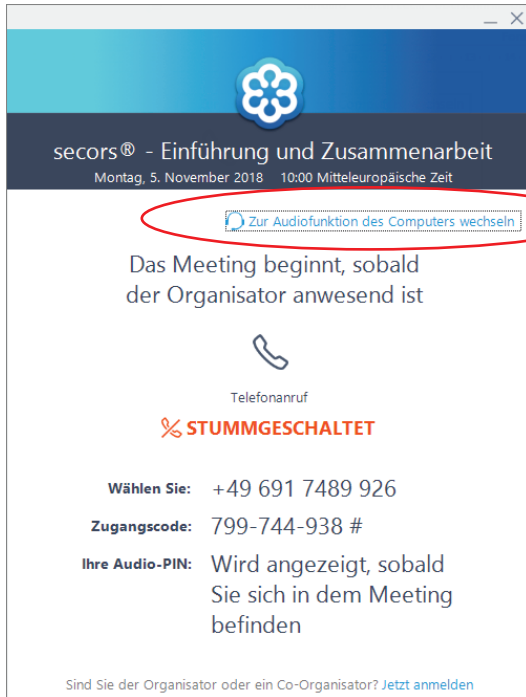 secors® - Einführung und Zusammenarbeit
Montag, 5. November 2018 10:00 Mitteleuropäische Zeit
Zur Audiofunktion des Computers wechseln
Das Meeting beginnt, sobald
der Organisator anwesend ist
Telefonanruf
STUMMGESCHALTET
Wählen Sie: +49 691 7489 926
Zugangscode: 799-744-938 #
Ihre Audio-PIN: Wird angezeigt, sobald
Sie sich in dem Meeting
befinden
Sind Sie der Organisator oder ein Co-Organisator? Jetzt anmelden